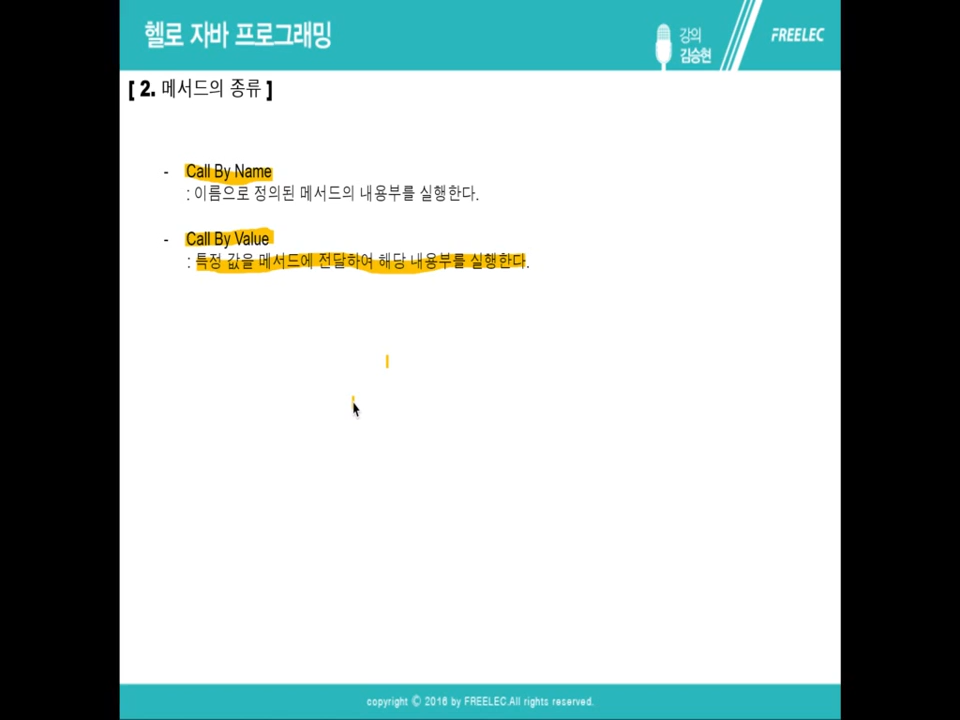 헬로 자바 프로그래밍
강의
김승현
FREELEC
[ 2. 메서드의 종류 ]
- Call By Name
: 이름으로 정의된 메서드의 내용부를 실행한다.
- Call By Value
: 특정 값을 메서드에 전달하여 해당 내용부를 실행한다.
copyright © 2016 by FREELEC.All rights reserved.